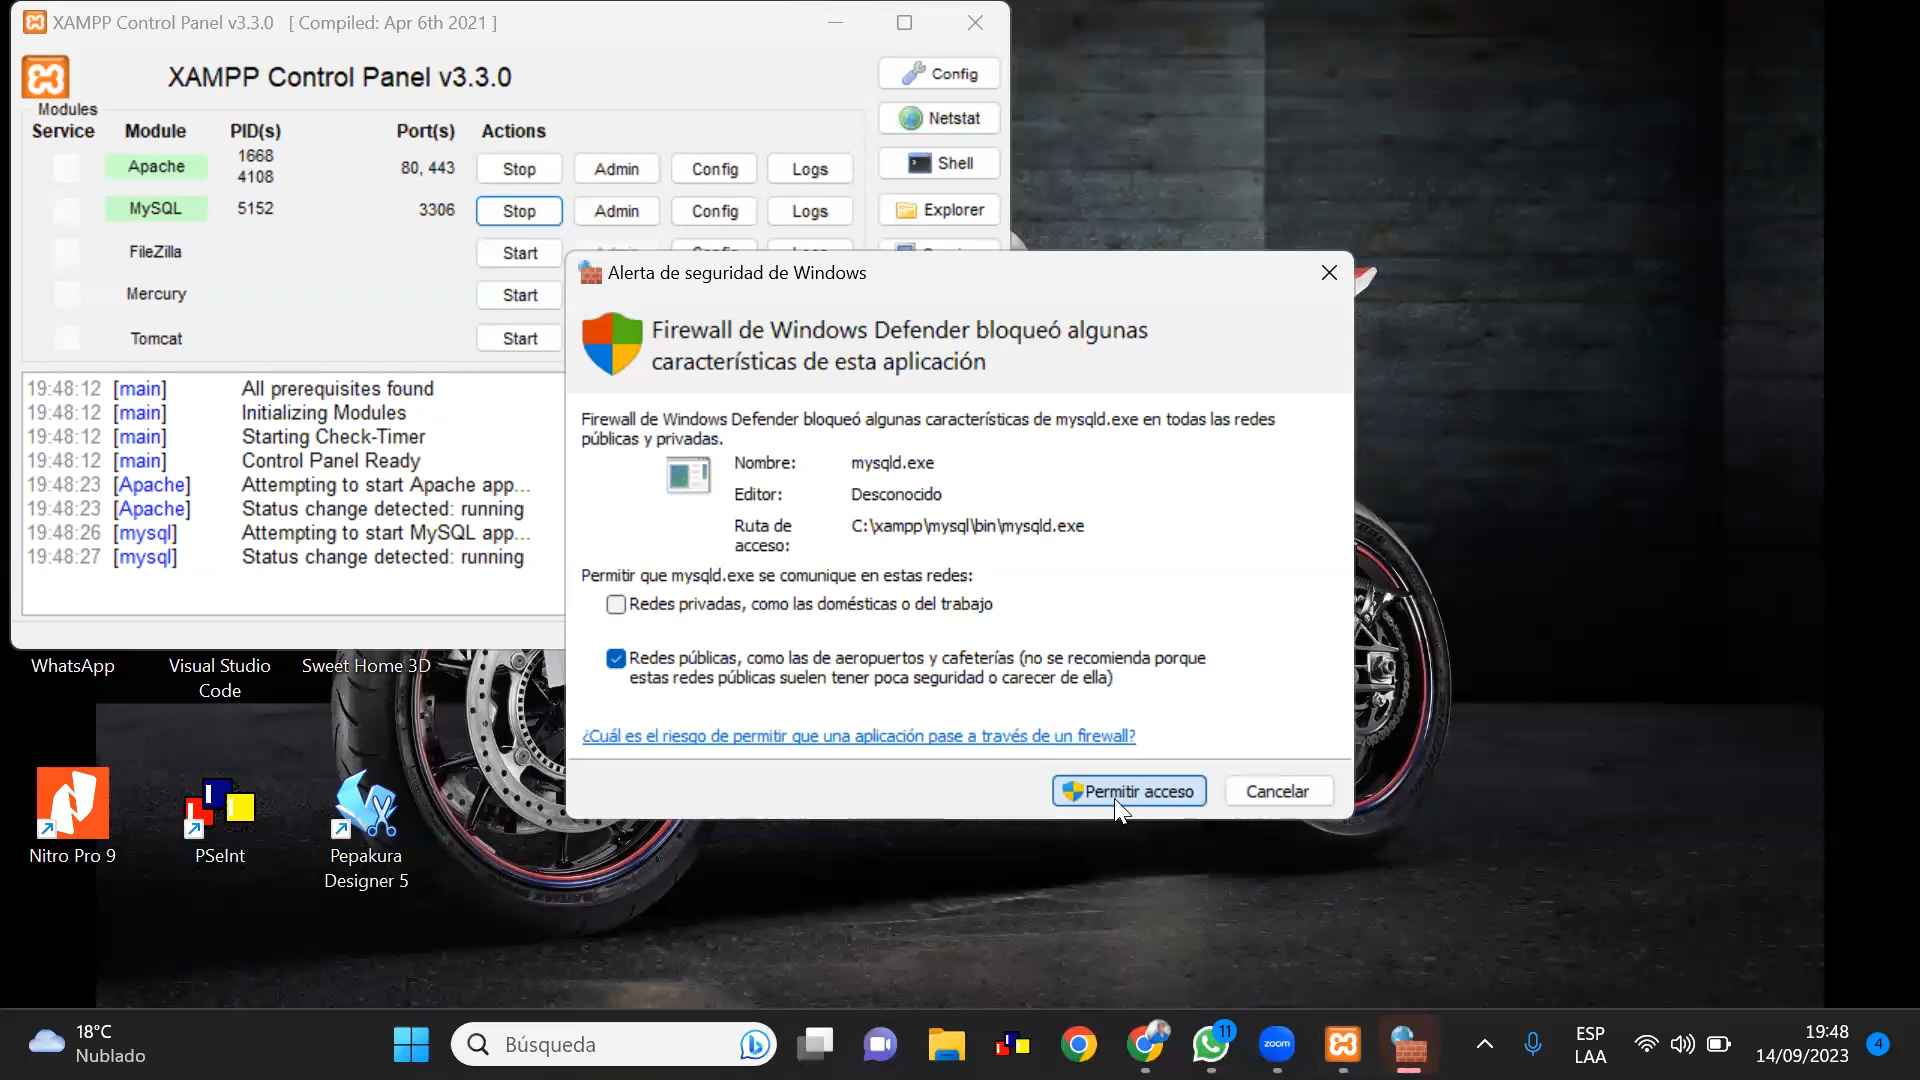 XAMPP Control Panel v3.3.0 [ Compiled: Apr 6th 2021 ]
XAMPP Control Panel v3.3.0
Config
Modules
Service Module PID(s) Port(s) Actions
Netstat
Apache 1668 4108 80, 443 Stop Admin Config Logs
Shell
MySQL 5152 3306 Stop Admin Config Logs
Explorer
FileZilla Start
Mercury Start
Tomcat Start
19:48:12 [main] All prerequisites found
19:48:12 [main] Initializing Modules
19:48:12 [main] Starting Check-Timer
19:48:12 [main] Control Panel Ready
19:48:23 [Apache] Attempting to start Apache app...
19:48:23 [Apache] Status change detected: running
19:48:26 [mysql] Attempting to start MySQL app...
19:48:27 [mysql] Status change detected: running
Alerta de seguridad de Windows
Firewall de Windows Defender bloqueó algunas
características de esta aplicación
Firewall de Windows Defender bloqueó algunas características de mysqld.exe en todas las redes
públicas y privadas.
Nombre: mysqld.exe
Editor: Desconocido
Ruta de C:\xampp\mysql\bin\mysqld.exe
acceso:
Permitir que mysqld.exe se comunique en estas redes:
Redes privadas, como las domésticas o del trabajo
Redes públicas, como las de aeropuertos y cafeterías (no se recomienda porque
estas redes públicas suelen tener poca seguridad o carecer de ella)
¿Cuál es el riesgo de permitir que una aplicación pase a través de un firewall?
Permitir acceso Cancelar
WhatsApp Visual Studio Sweet Home 3D
Code
Nitro Pro 9 PSeInt Pepakura
Designer 5
18°C
Nublado
Búsqueda
11
zoom
ESP
LAA
19:48
14/09/2023
4